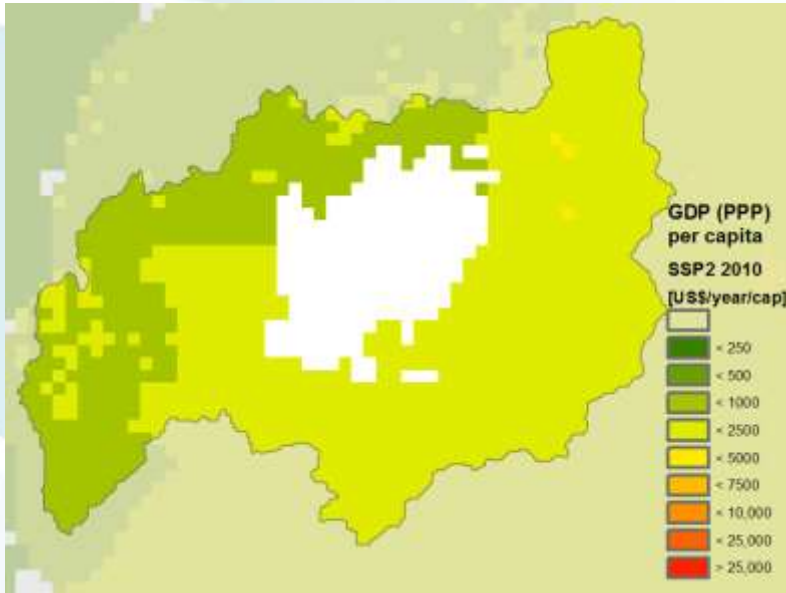 GDP (PPP)
per capita
SSP2 2010
[US$/year/cap]
< 250
< 500
< 1000
< 2500
< 5000
< 7500
< 10,000
< 25,000
> 25,000